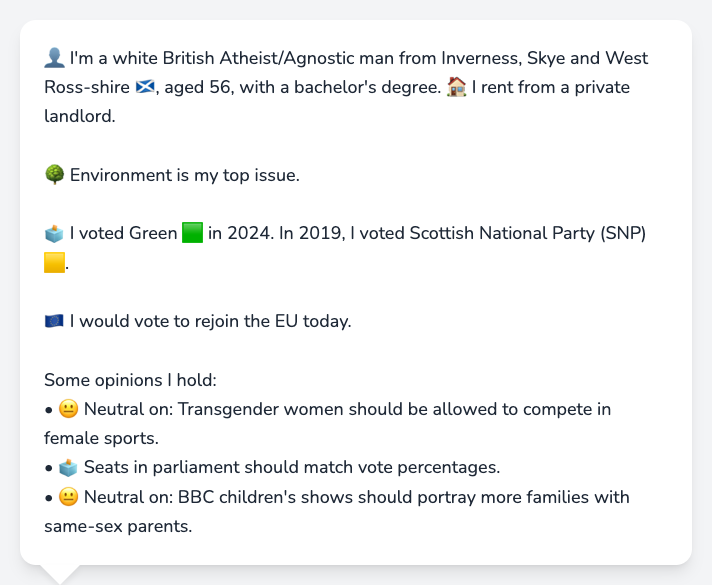 👤 I'm a white British Atheist/Agnostic man from Inverness, Skye and West
Ross-shire 🏴󠁧󠁢󠁳󠁣󠁴󠁿, aged 56, with a bachelor's degree. 🏠 I rent from a private
landlord.
🌳 Environment is my top issue.
🗳️ I voted Green 🟩 in 2024. In 2019, I voted Scottish National Party (SNP)
🟨.
🇪🇺 I would vote to rejoin the EU today.
Some opinions I hold:
• 😐 Neutral on: Transgender women should be allowed to compete in
female sports.
• 🗳️ Seats in parliament should match vote percentages.
• 😐 Neutral on: BBC children's shows should portray more families with
same-sex parents.